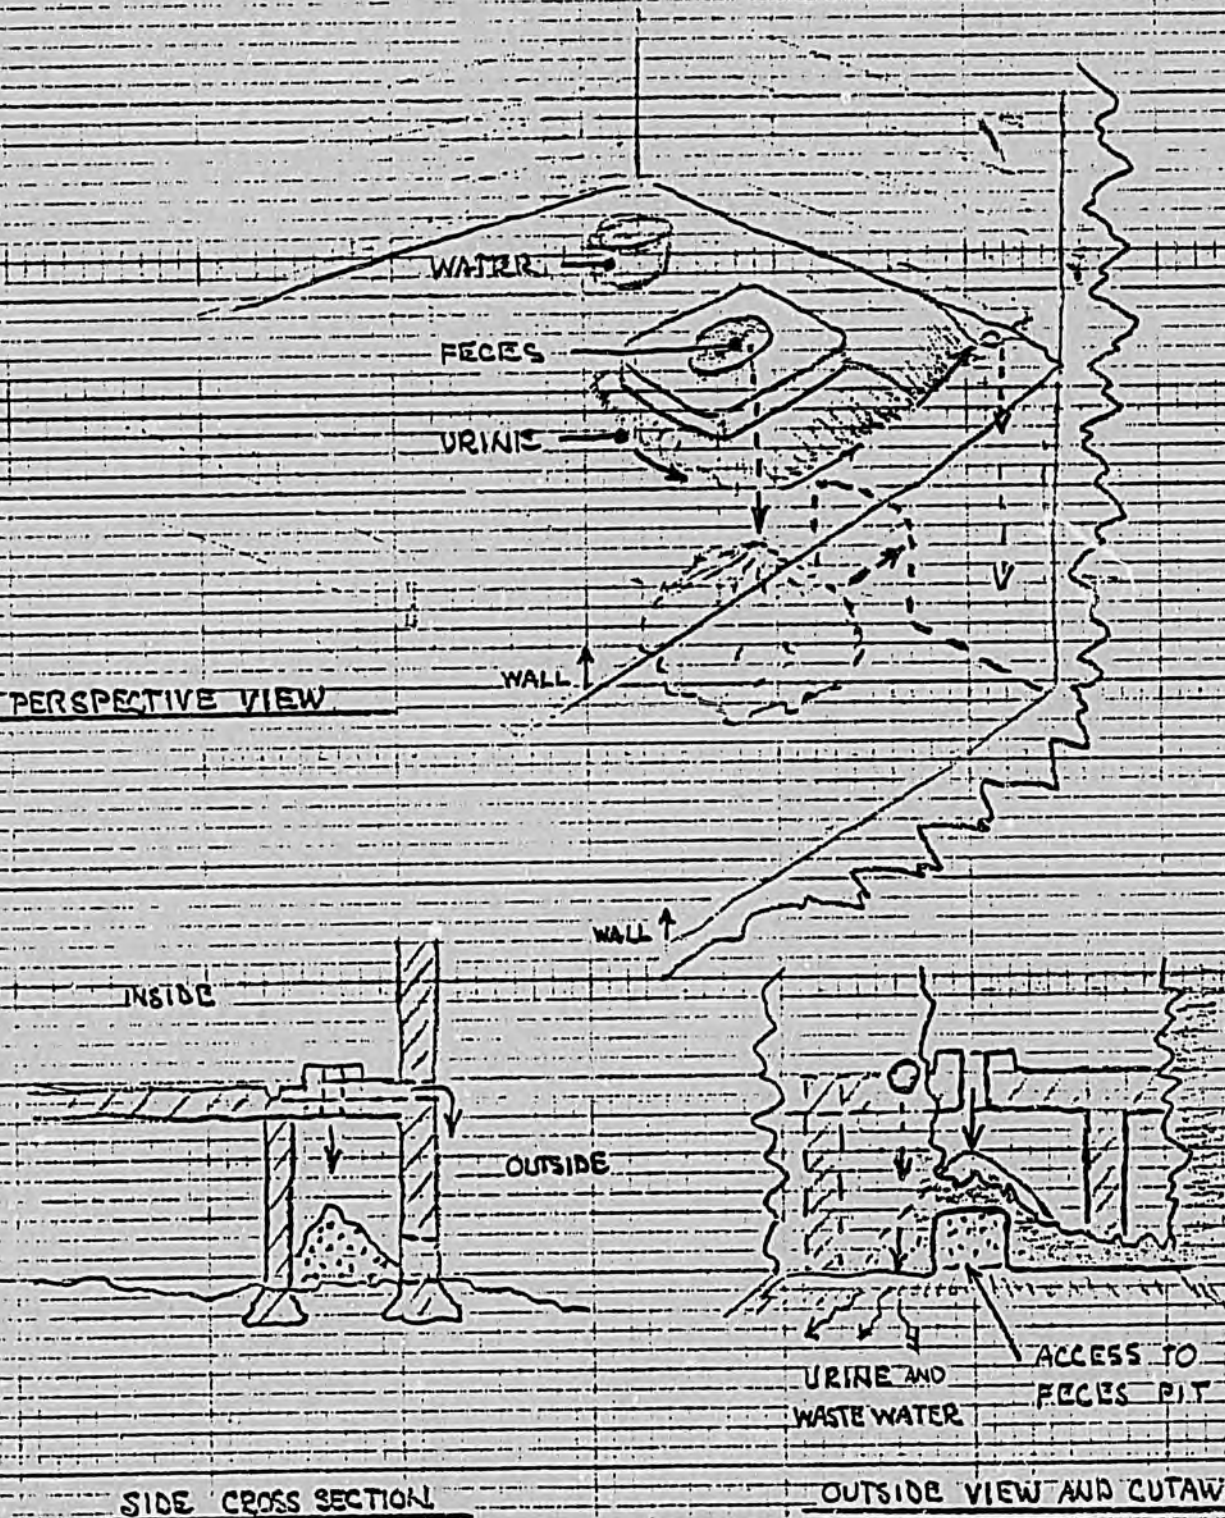 WATER
FECES
URINE
WALL
PERSPECTIVE VIEW
WALL
INSIDE
OUTSIDE
URINE AND
WASTE WATER
ACCESS TO
FECES PIT
SIDE CROSS SECTION
OUTSIDE VIEW AND CUTAW